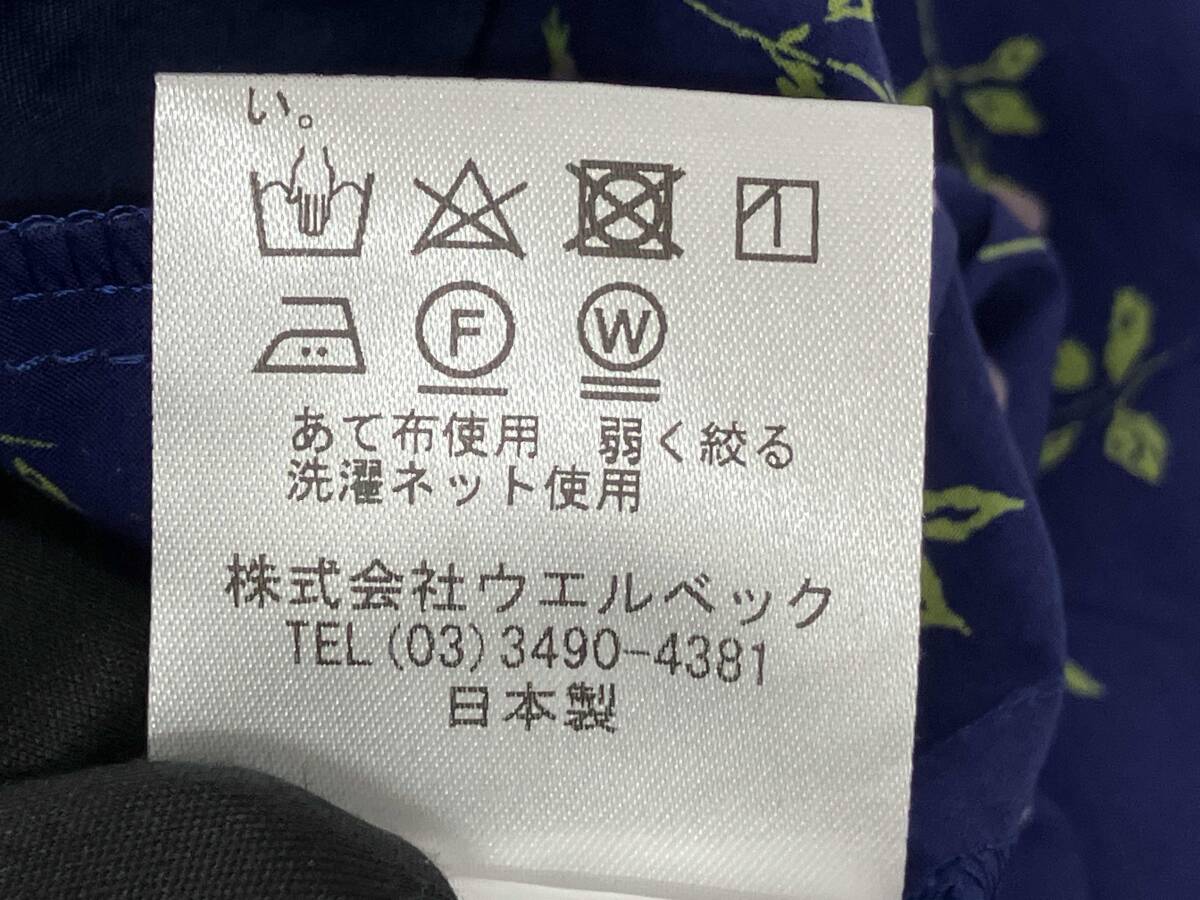 い。
F W
あて布使用 弱く絞る
洗濯ネット使用
株式会社ウエルベック
TEL(03)3490-4381
日本製